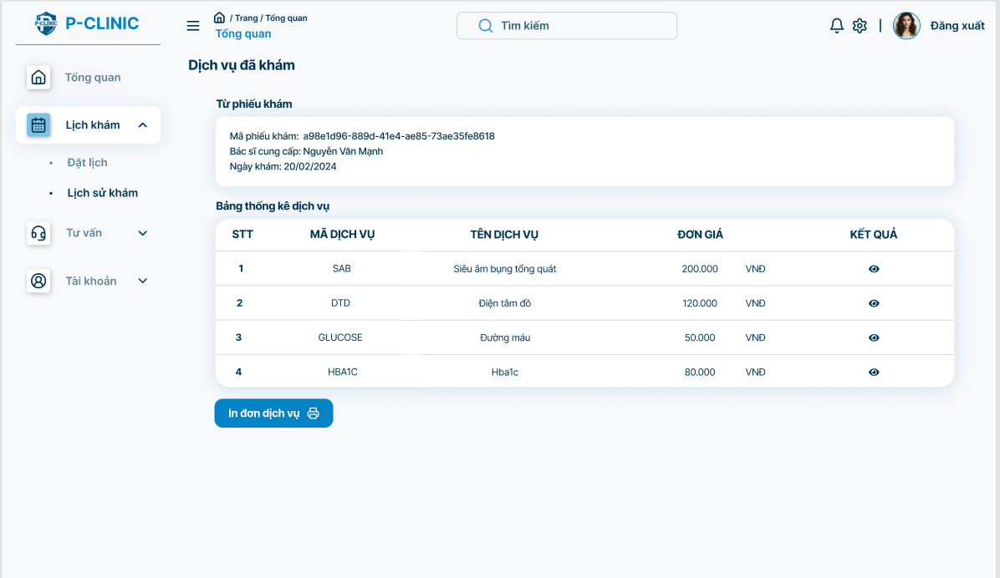 P-CLINIC
P-CLINIC
/ Trang / Tổng quan
Tổng quan
Tìm kiếm
Đăng xuất
Tổng quan
Lịch khám
Đặt lịch
Lịch sử khám
Tư vấn
Tài khoản
Dịch vụ đã khám
Từ phiếu khám
Mã phiếu khám: a98e1d96-889d-41e4-ae85-73ae35fe8618
Bác sĩ cung cấp: Nguyễn Văn Mạnh
Ngày khám: 20/02/2024
Bảng thống kê dịch vụ
STT MÃ DỊCH VỤ TÊN DỊCH VỤ ĐƠN GIÁ KẾT QUẢ
1 SAB Siêu âm bụng tổng quát 200.000 VNĐ
2 DTD Điện tâm đồ 120.000 VNĐ
3 GLUCOSE Đường máu 50.000 VNĐ
4 HBA1C Hba1c 80.000 VNĐ
In đơn dịch vụ